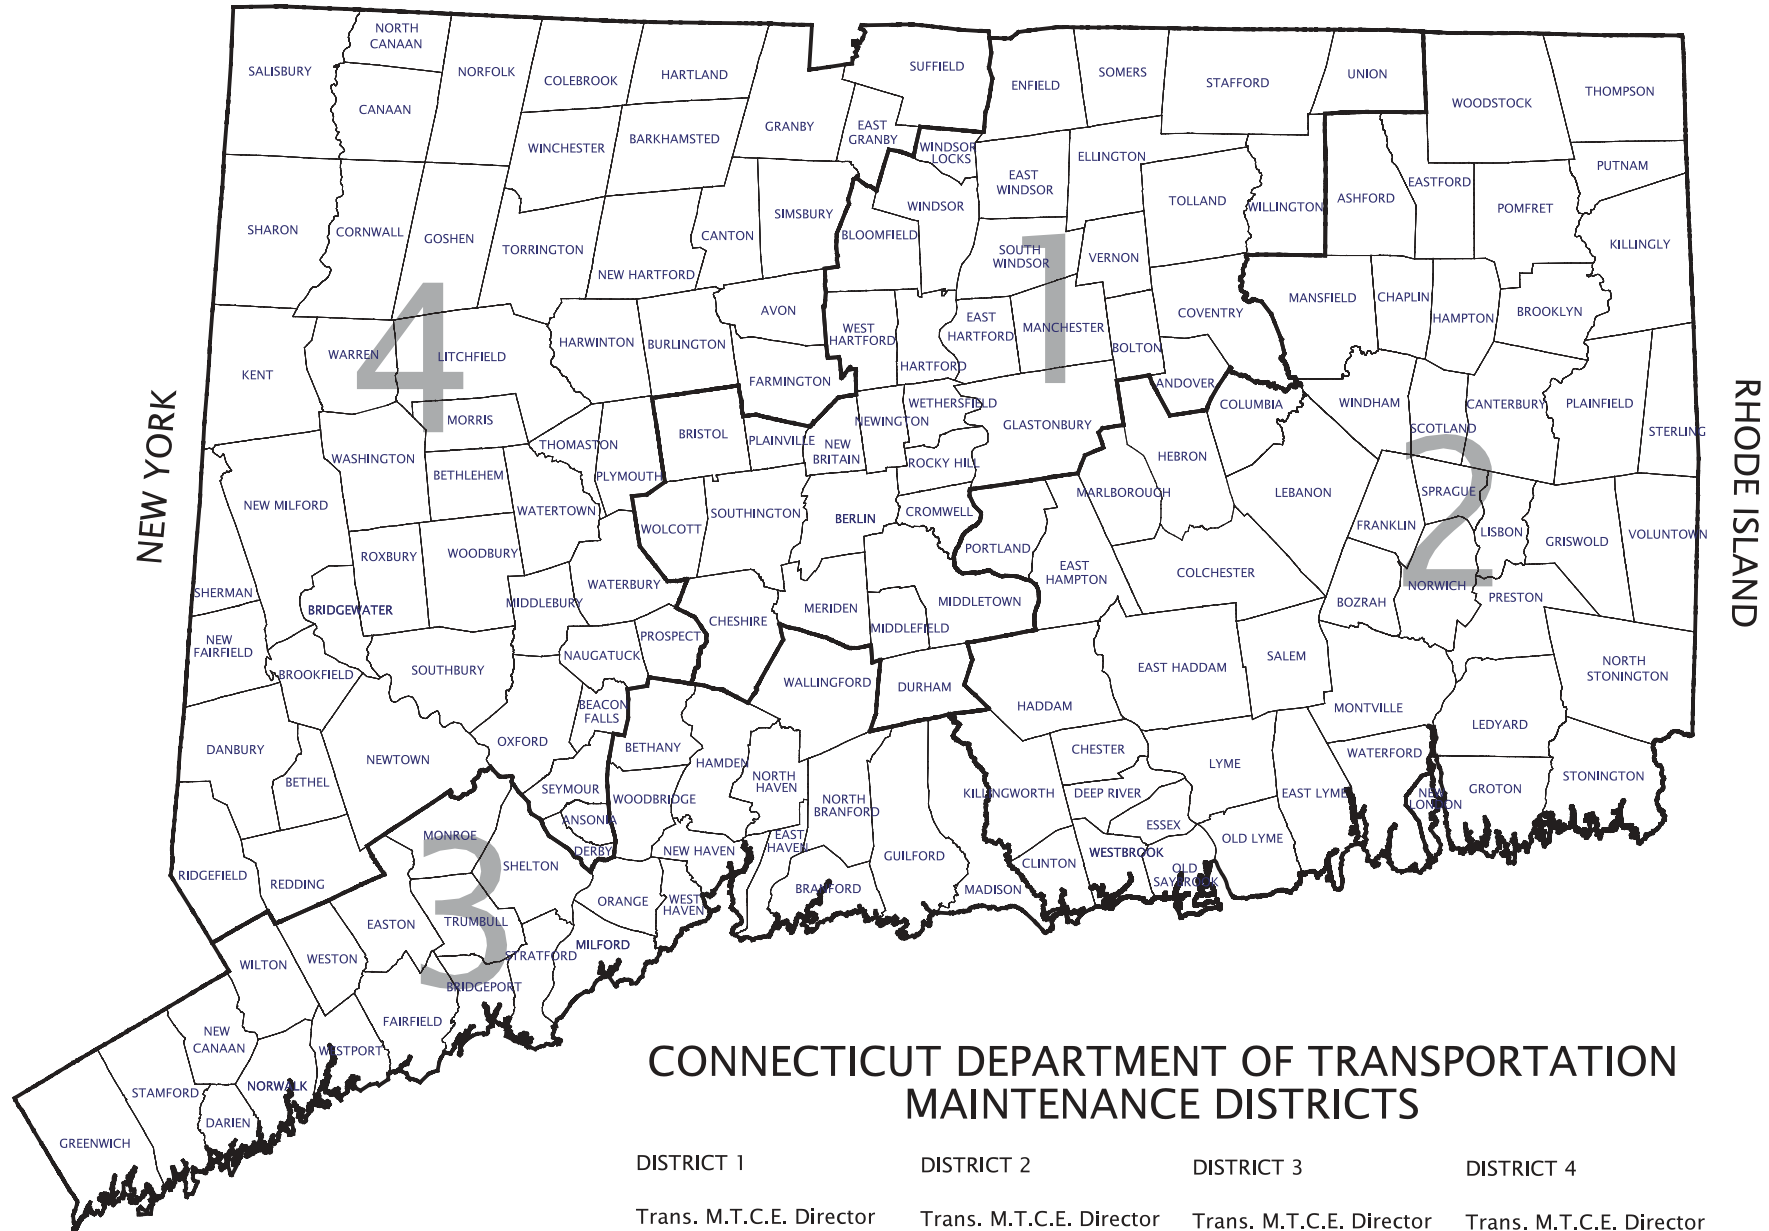 NORTH
CANAAN
SALISBURY
NORFOLK
COLEBROOK
HARTLAND
SUFFIELD
ENFIELD
SOMERS
STAFFORD
UNION
WOODSTOCK
THOMPSON
CANAAN
WINCHESTER
BARKHAMSTED
GRANBY
EAST
GRANBY
WINDSOR
LOCKS
ELLINGTON
EAST
WINDSOR
PUTNAM
SHARON
CORNWALL
GOSHEN
TORRINGTON
NEW HARTFORD
CANTON
SIMSBURY
BLOOMFIELD
WINDSOR
SOUTH
WINDSOR
VERNON
TOLLAND
WILLINGTON
ASHFORD
EASTFORD
POMFRET
KILLINGLY
1
4
AVON
WEST
HARTFORD
HARTFORD
EAST
HARTFORD
MANCHESTER
BOLTON
COVENTRY
MANSFIELD
CHAPLIN
HAMPTON
BROOKLYN
KENT
WARREN
LITCHFIELD
HARWINTON
BURLINGTON
FARMINGTON
ANDOVER
COLUMBIA
WINDHAM
SCOTLAND
CANTERBURY
PLAINFIELD
STERLING
NEW YORK
RHODE ISLAND
MORRIS
THOMASTON
PLYMOUTH
BRISTOL
PLAINVILLE
NEW
BRITAIN
NEWINGTON
WETHERSFIELD
ROCKY HILL
GLASTONBURY
HEBRON
MARLBOROUGH
LEBANON
2
WASHINGTON
BETHLEHEM
WATERTOWN
NEW MILFORD
WOLCOTT
SOUTHINGTON
BERLIN
CROMWELL
PORTLAND
EAST
HAMPTON
COLCHESTER
FRANKLIN
SPRAGUE
LISBON
GRISWOLD
VOLUNTOWN
ROXBURY
WOODBURY
SHERMAN
BRIDGEWATER
MIDDLEBURY
WATERBURY
CHESHIRE
MERIDEN
MIDDLEFIELD
MIDDLETOWN
BOZRAH
NORWICH
PRESTON
NEW
FAIRFIELD
BROOKFIELD
SOUTHBURY
NAUGATUCK
PROSPECT
WALLINGFORD
DURHAM
HADDAM
EAST HADDAM
SALEM
MONTVILLE
LEDYARD
NORTH
STONINGTON
DANBURY
BETHEL
NEWTOWN
OXFORD
BEACON
FALLS
BETHANY
HAMDEN
NORTH
HAVEN
NORTH
BRANFORD
KILLINGWORTH
CHESTER
DEEP RIVER
LYME
EAST LYME
WATERFORD
NEW
LONDON
GROTON
STONINGTON
SEYMOUR
ANSONIA
DERBY
WOODBRIDGE
NEW HAVEN
EAST
HAVEN
GUILFORD
ESSEX
OLD LYME
RIDGEFIELD
REDDING
MONROE
SHELTON
3
ORANGE
WEST
HAVEN
BRANFORD
MADISON
CLINTON
WESTBROOK
OLD
SAYBROOK
EASTON
TRUMBULL
STRATFORD
MILFORD
WILTON
WESTON
BRIDGEPORT
FAIRFIELD
NEW
CANAAN
WESTPORT
STAMFORD
NORWALK
DARIEN
GREENWICH
CONNECTICUT DEPARTMENT OF TRANSPORTATION
MAINTENANCE DISTRICTS
DISTRICT 1 DISTRICT 2 DISTRICT 3 DISTRICT 4
Trans. M.T.C.E. Director Trans. M.T.C.E. Director Trans. M.T.C.E. Director Trans. M.T.C.E. Director